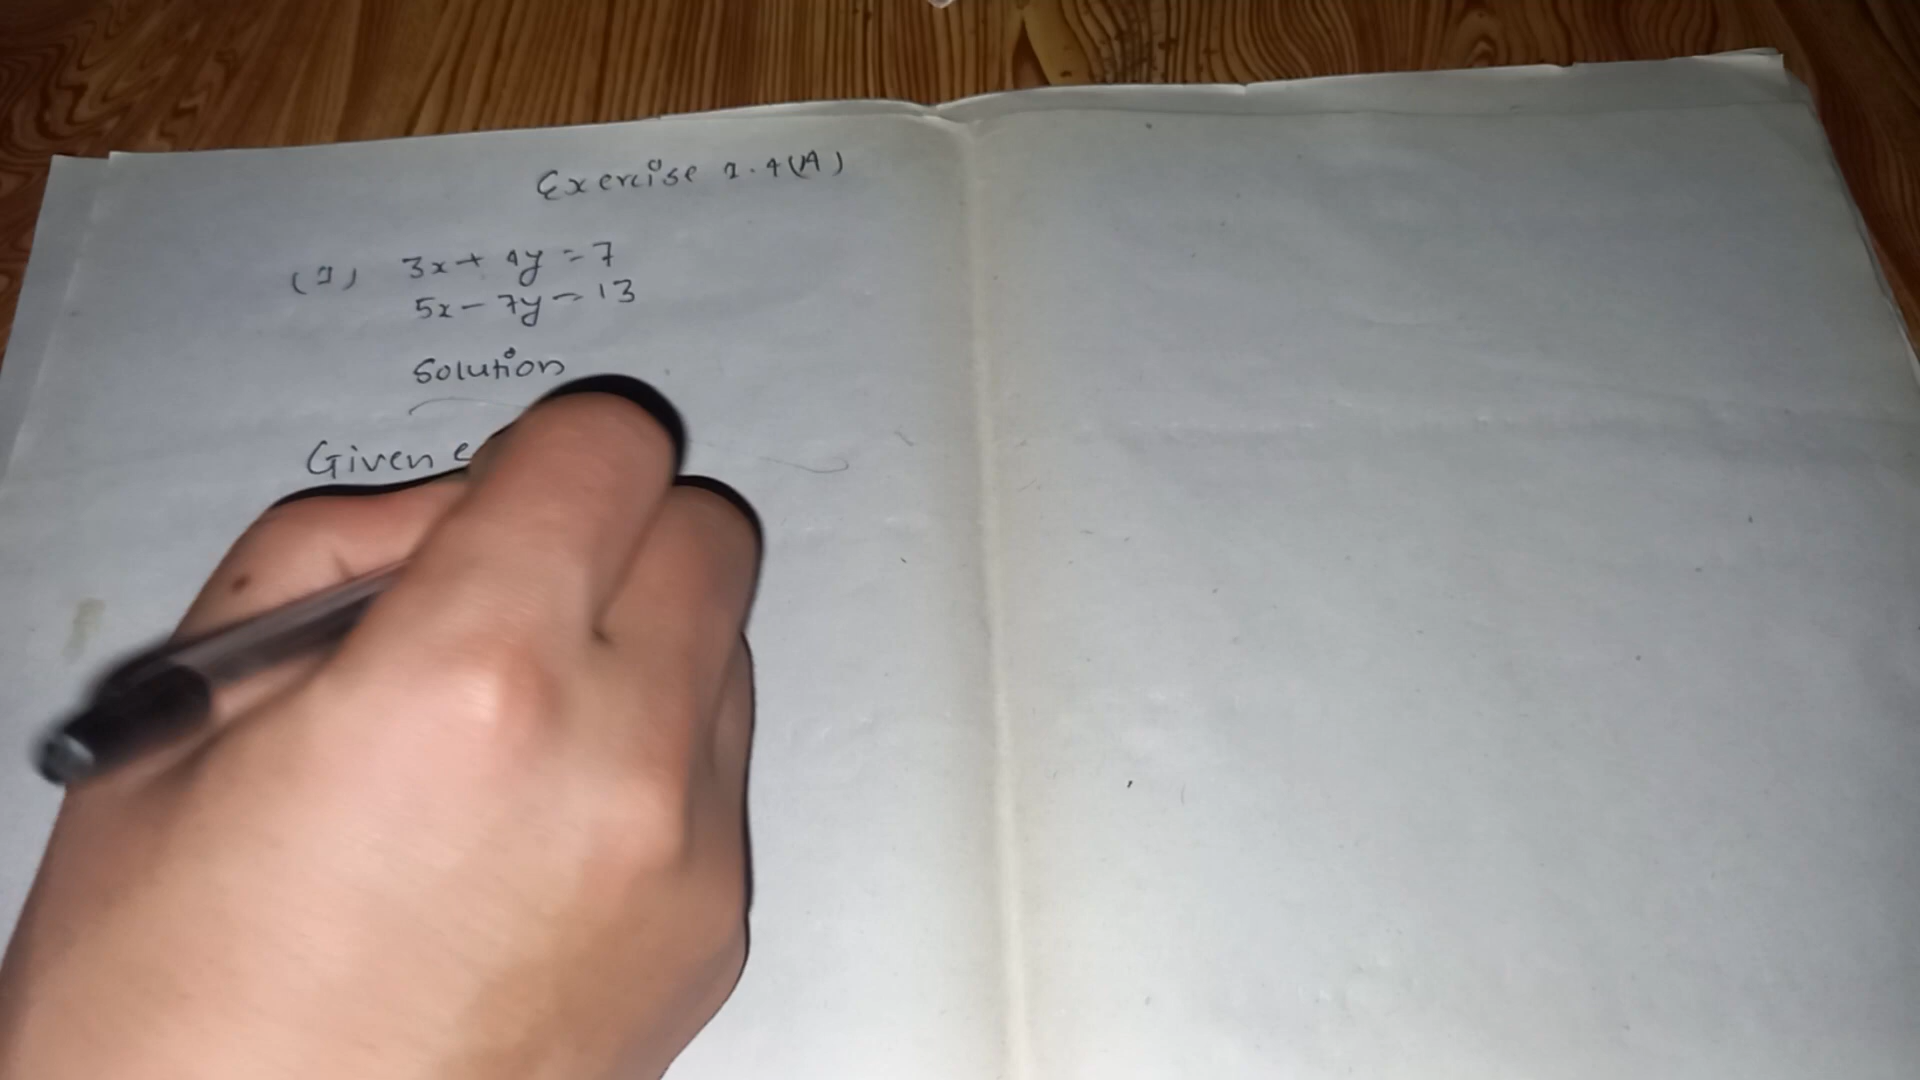 Exercise 1.4(A)
(1) 3x + 4y = 7
5x - 7y = 13
Solution
Given